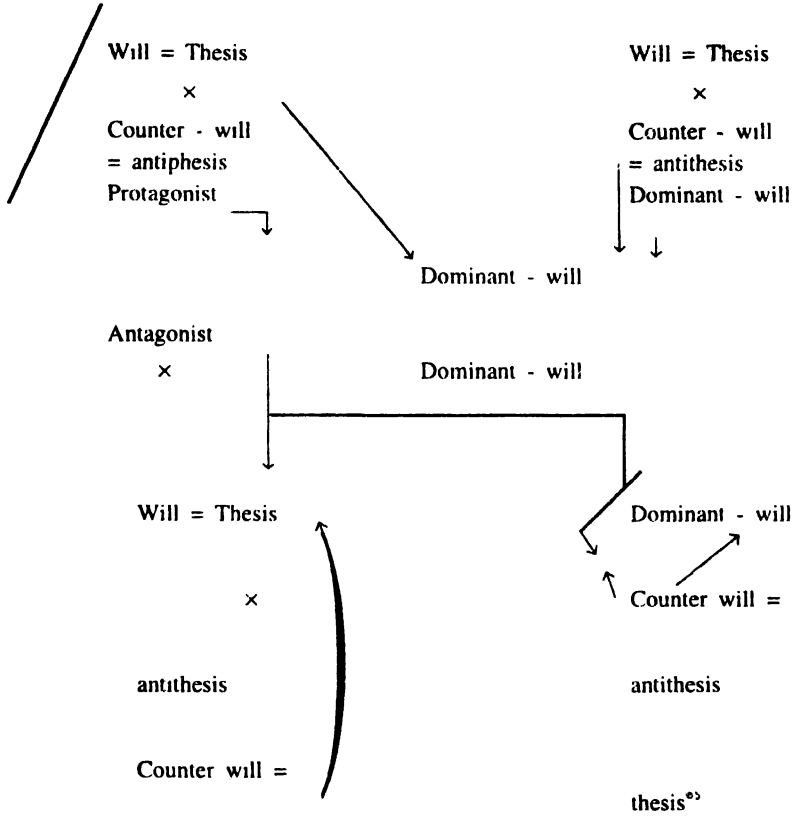 Will = Thesis
×
Counter - will
= antiphesis
Protagonist
Will = Thesis
×
Counter - will
= antithesis
Dominant - will
Dominant - will
Antagonist
×
Dominant - will
Will = Thesis
×
antithesis
Counter will =
Dominant - will
Counter will =
antithesis
thesis